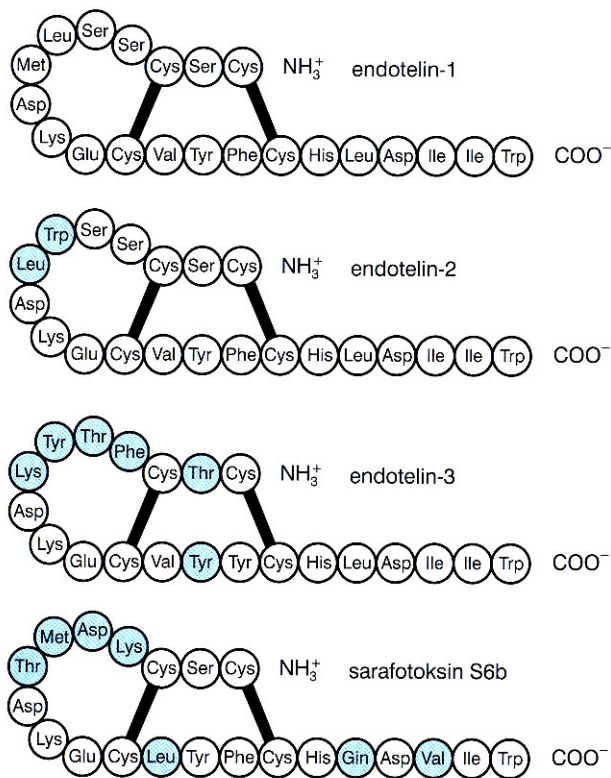 Leu Ser Ser
Met Cys Ser Cys NH₃⁺ endotelin-1
Asp
Lys
Glu Cys Val Tyr Phe Cys His Leu Asp Ile Ile Trp COO⁻
Trp Ser Ser
Leu Cys Ser Cys NH₃⁺ endotelin-2
Asp
Lys
Glu Cys Val Tyr Phe Cys His Leu Asp Ile Ile Trp COO⁻
Tyr Thr Phe
Lys Cys Thr Cys NH₃⁺ endotelin-3
Asp
Lys
Glu Cys Val Tyr Tyr Cys His Leu Asp Ile Ile Trp COO⁻
Met Asp Lys
Thr Cys Ser Cys NH₃⁺ sarafotoksin S6b
Asp
Lys
Glu Cys Leu Tyr Phe Cys His Gin Asp Val Ile Trp COO⁻